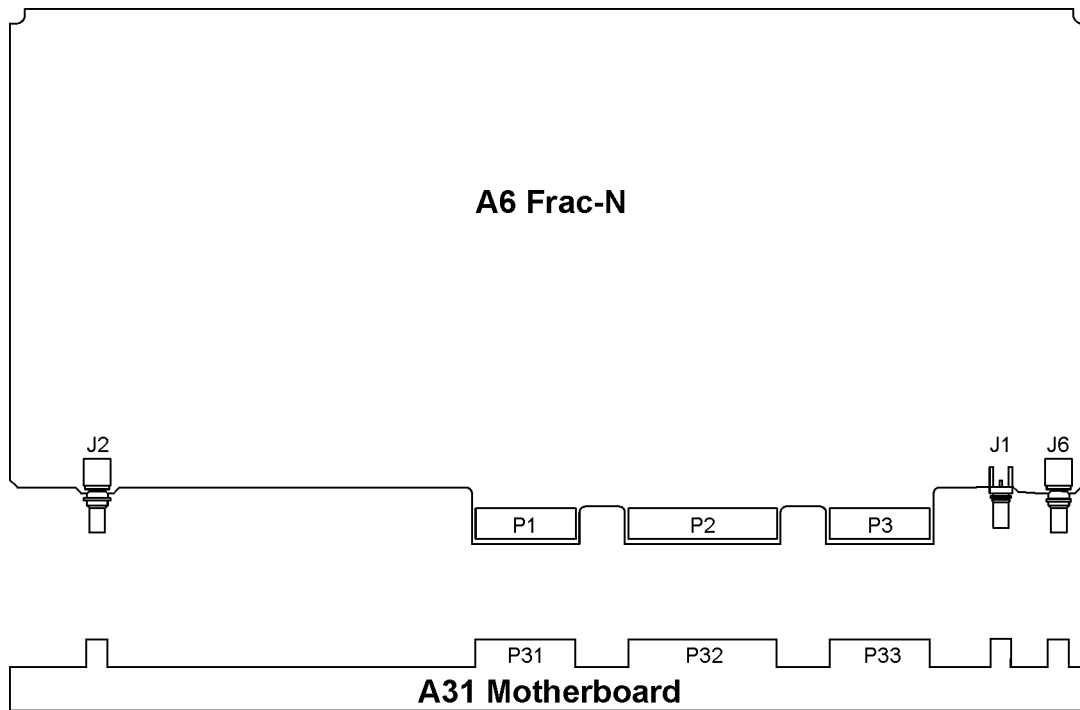 A6 Frac-N
J2
J1
J6
P1
P2
P3
P31
P32
P33
A31 Motherboard